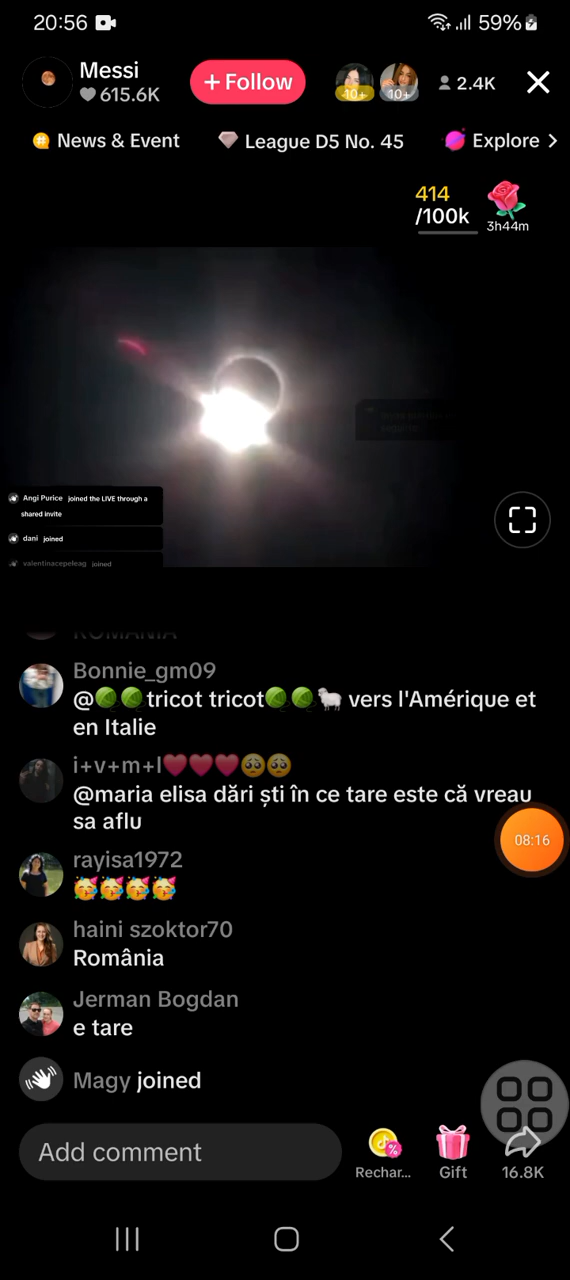 20:56 59%
Messi
615.6K
+ Follow
10+ 10+
2.4K
News & Event League D5 No. 45 Explore
414
/100k
3h44m
Angi Purice joined the LIVE through a
shared invite
dani joined
valentinacepeleag joined
ROMANIA
Bonnie_gm09
@🥬🥬tricot tricot🥬🥬🐑 vers l'Amérique et
en Italie
i+v+m+l❤️❤️❤️🥺🥺
@maria elisa dări ști în ce tare este că vreau
sa aflu
08:16
rayisa1972
🥳🥳🥳🥳
haini szoktor70
România
Jerman Bogdan
e tare
Magy joined
Add comment
Rechar... Gift 16.8K